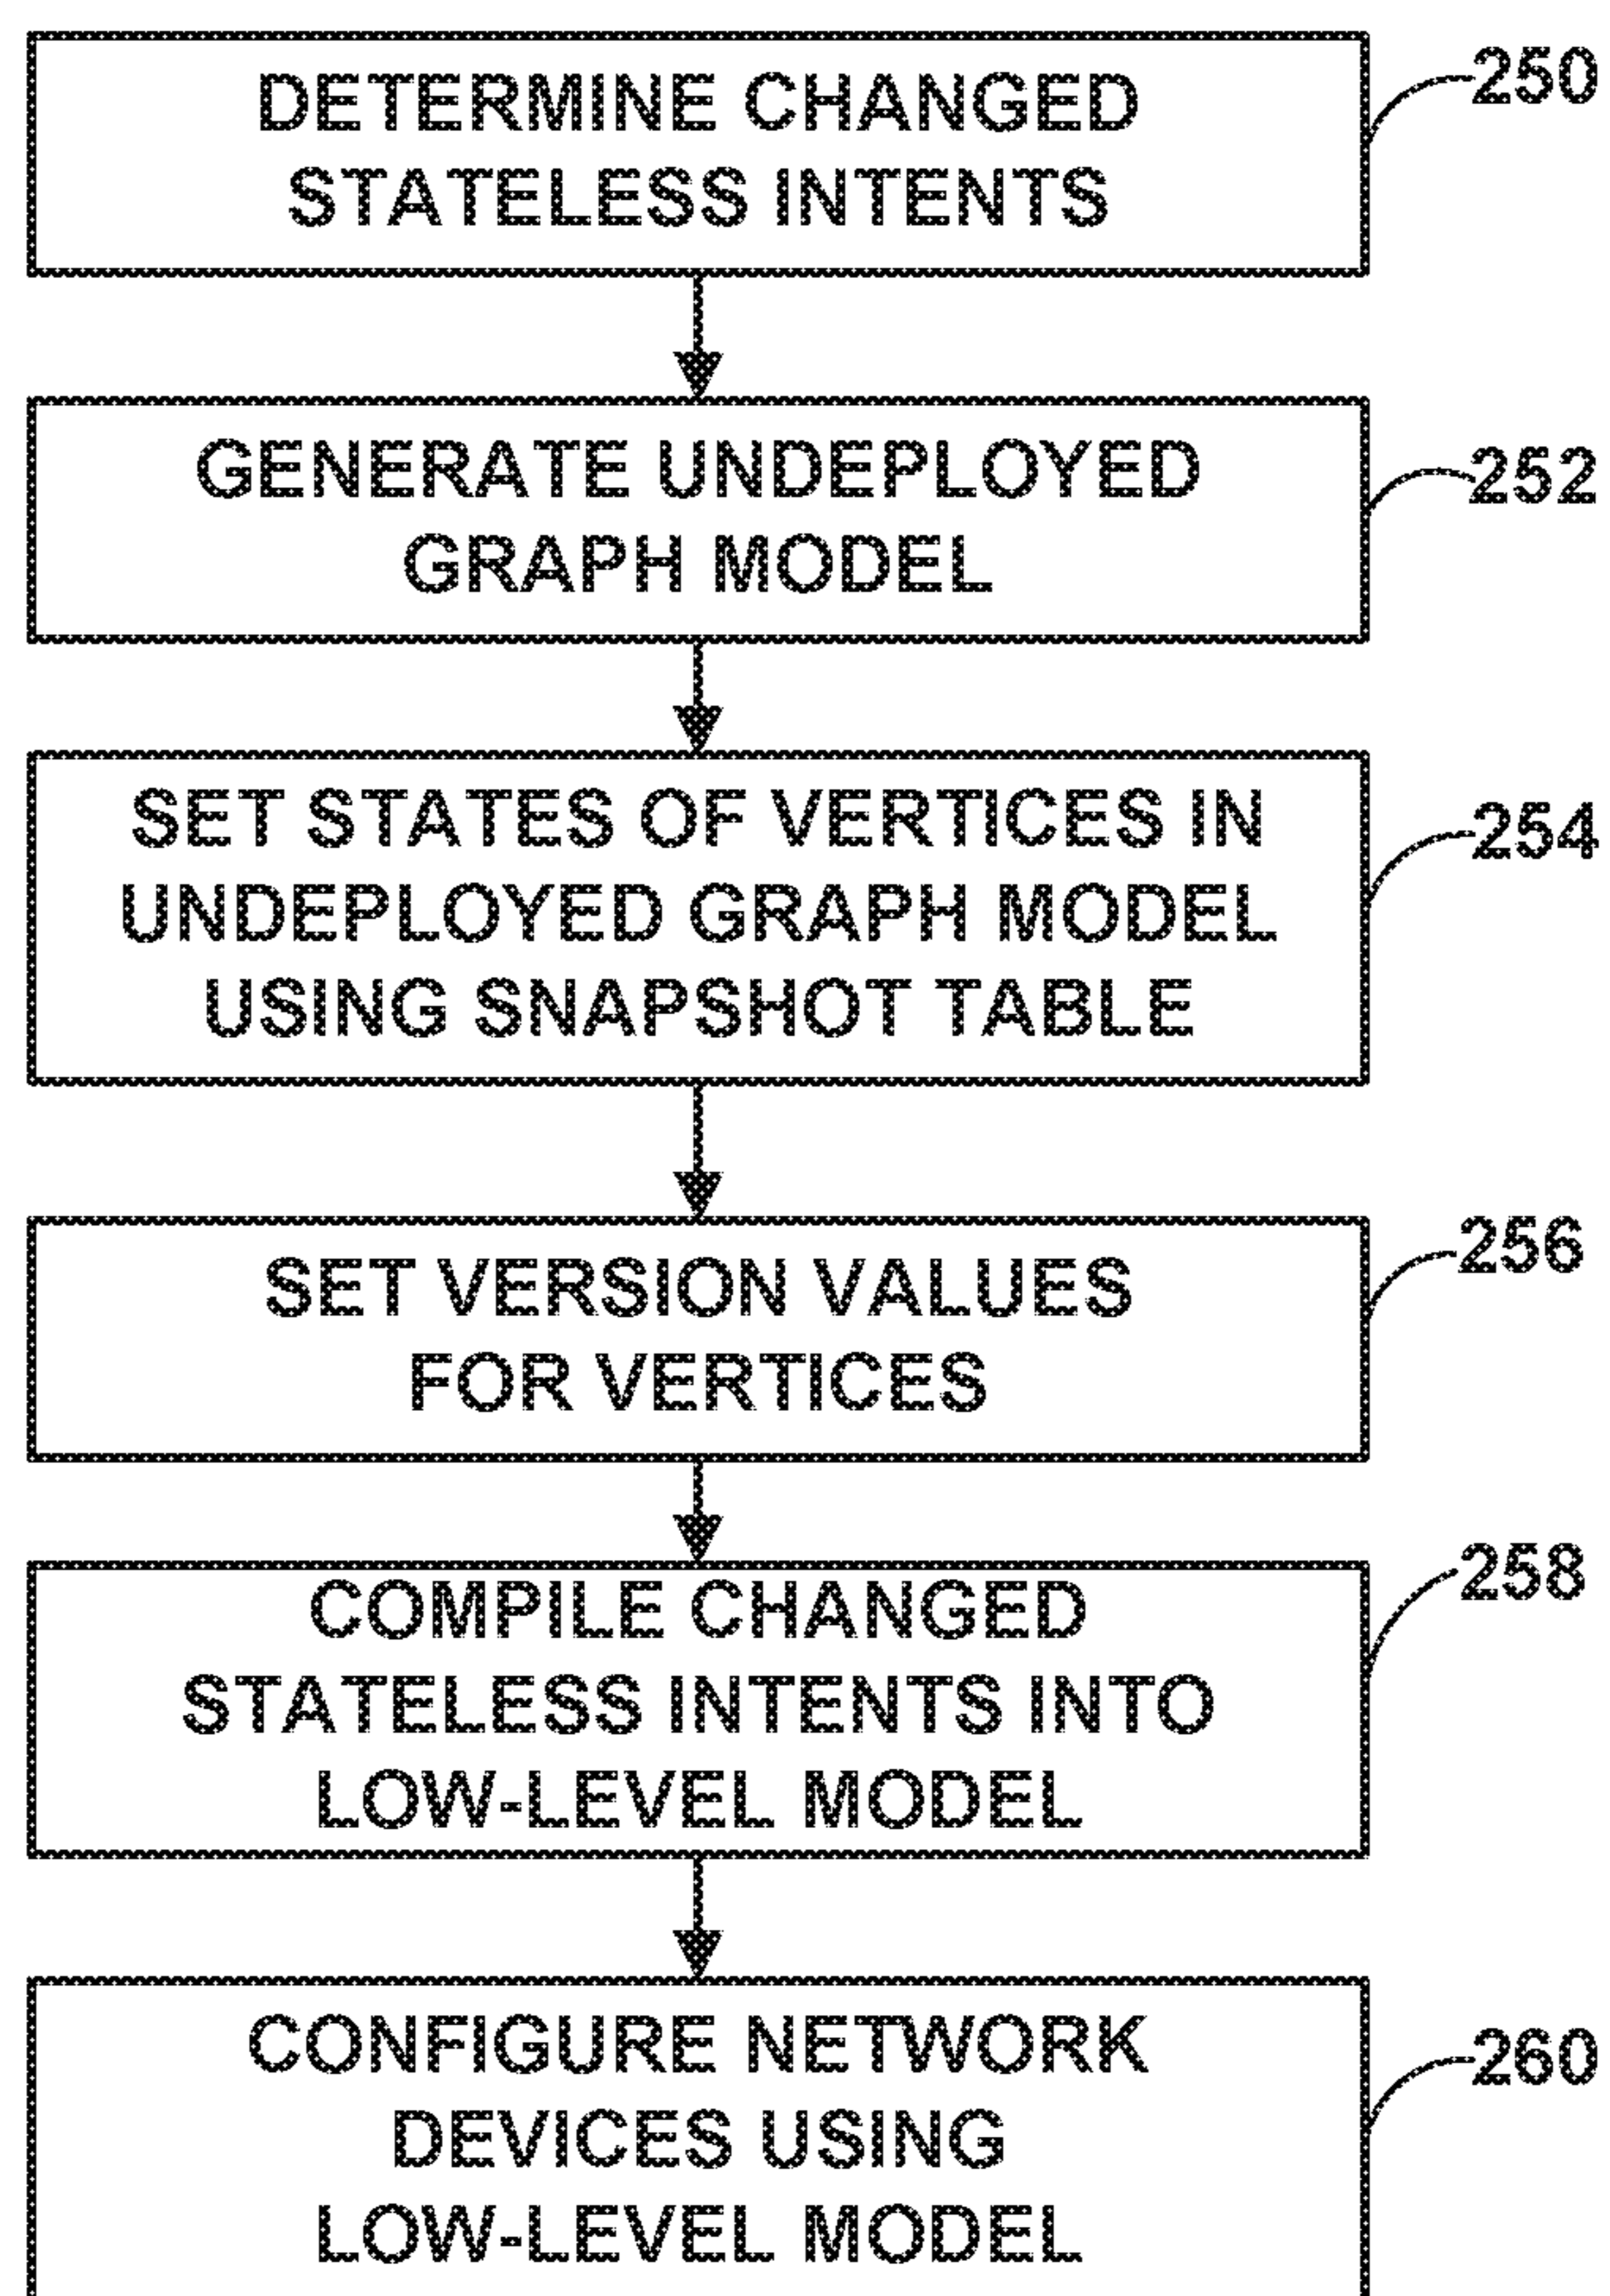 DETERMINE CHANGED
STATELESS INTENTS
250
GENERATE UNDEPLOYED
GRAPH MODEL
252
SET STATES OF VERTICES IN
UNDEPLOYED GRAPH MODEL
USING SNAPSHOT TABLE
254
SET VERSION VALUES
FOR VERTICES
256
COMPILE CHANGED
STATELESS INTENTS INTO
LOW-LEVEL MODEL
258
CONFIGURE NETWORK
DEVICES USING
LOW-LEVEL MODEL
260